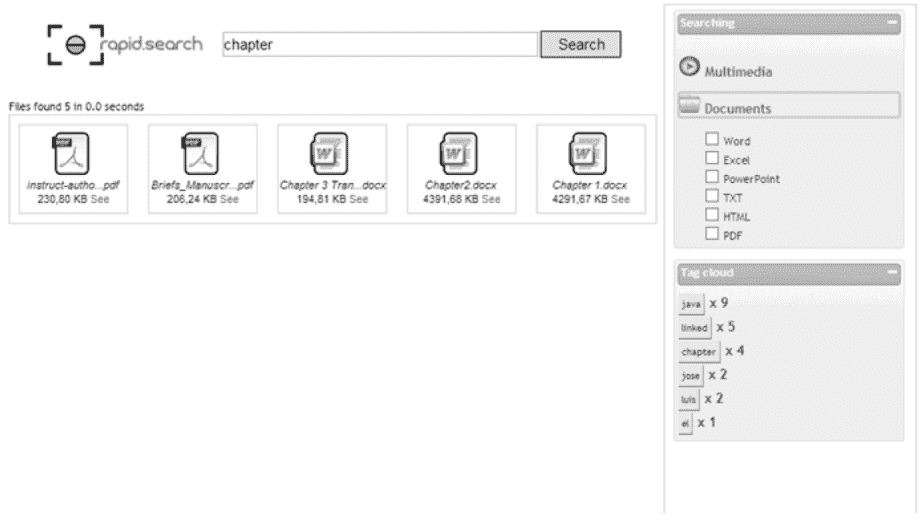 rapid.search
chapter
Search
Files found 5 in 0.0 seconds
PDF
instruct-autho...pdf
230,80 KB See
PDF
Briefs_Manuscr...pdf
206,24 KB See
W
Chapter 3 Tran...docx
194,81 KB See
W
Chapter2.docx
4391,68 KB See
W
Chapter 1.docx
4291,67 KB See
Searching
Multimedia
Documents
Word
Excel
PowerPoint
TXT
HTML
PDF
Tag cloud
java x 9
linked x 5
chapter x 4
jose x 2
luis x 2
el x 1